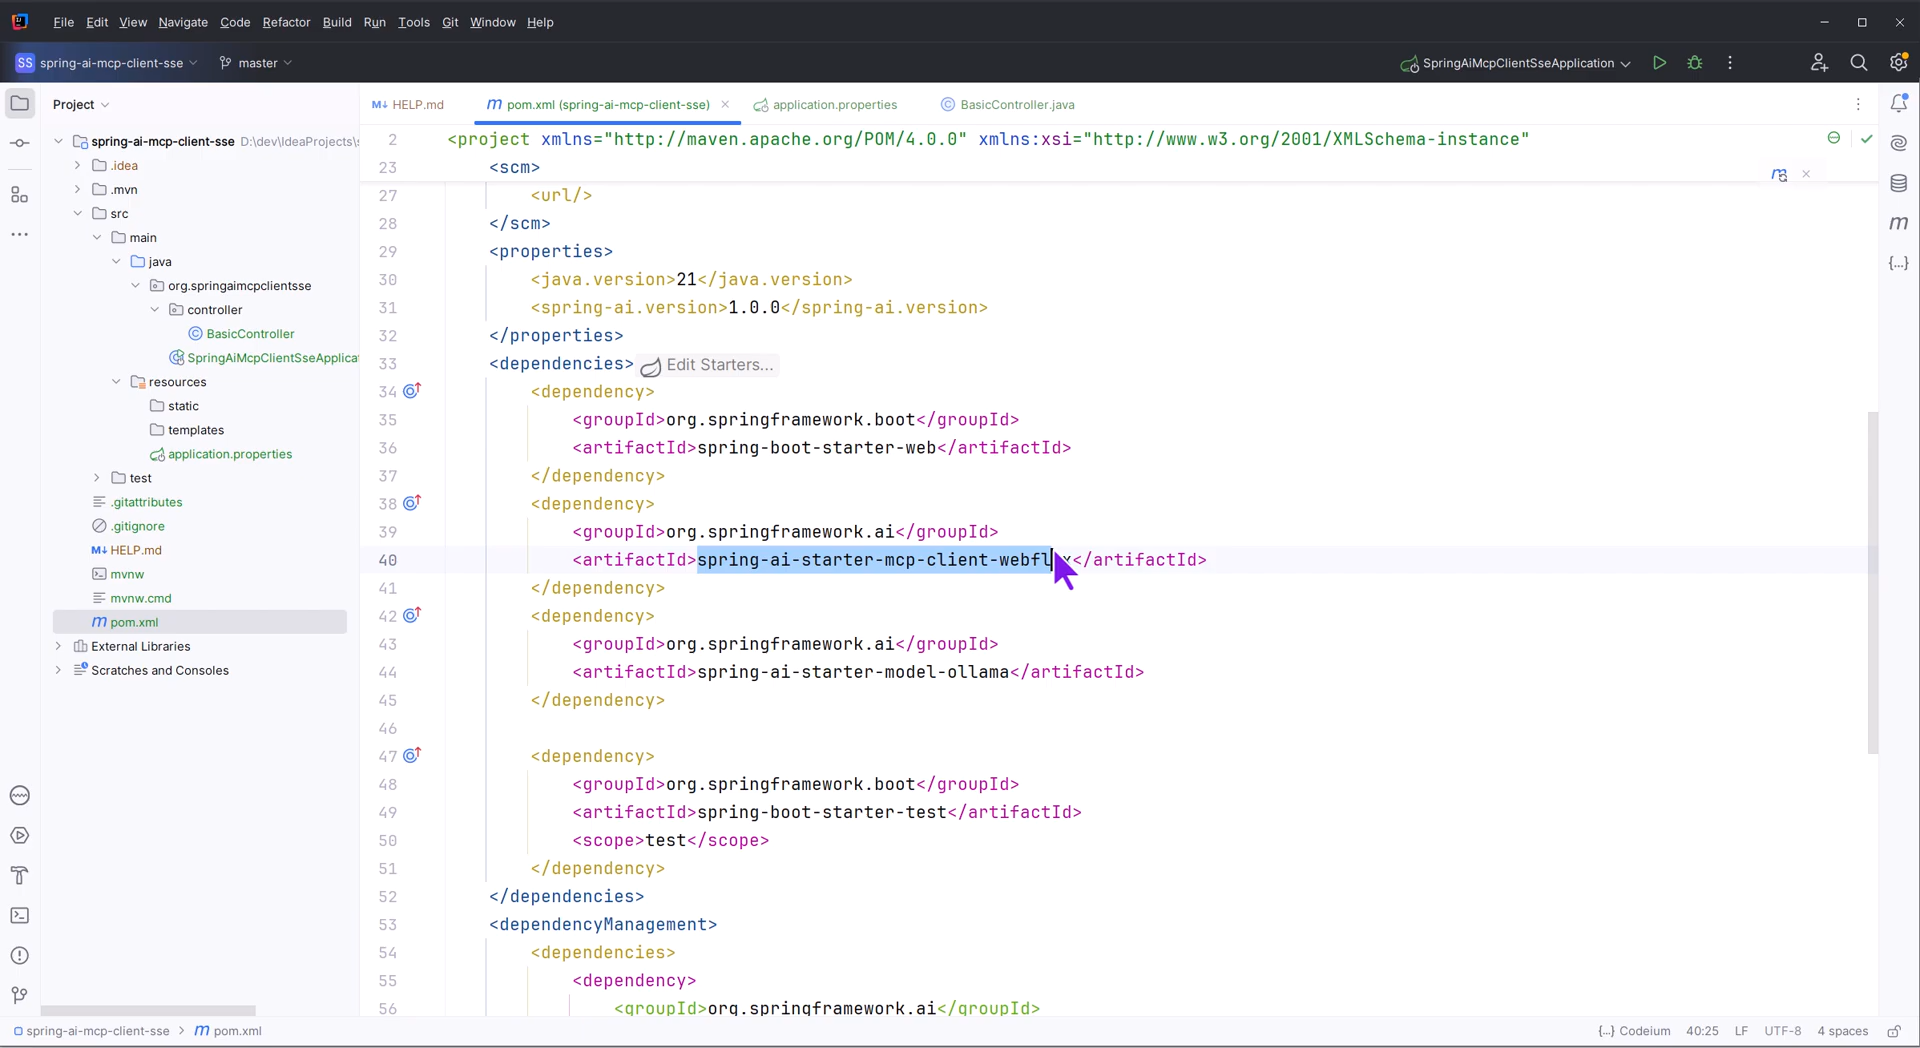 File Edit View Navigate Code Refactor Build Run Tools Git Window Help
SS spring-ai-mcp-client-sse master SpringAiMcpClientSseApplication
Project
M↓ HELP.md m pom.xml (spring-ai-mcp-client-sse) application.properties BasicController.java
spring-ai-mcp-client-sse D:\dev\IdeaProjects\s
.idea
.mvn
src
main
java
org.springaimcpclientsse
controller
BasicController
SpringAiMcpClientSseApplicat
resources
static
templates
application.properties
test
.gitattributes
.gitignore
M↓ HELP.md
mvnw
mvnw.cmd
m pom.xml
External Libraries
Scratches and Consoles
2 <project xmlns="http://maven.apache.org/POM/4.0.0" xmlns:xsi="http://www.w3.org/2001/XMLSchema-instance"
23 <scm>
27 <url/>
28 </scm>
29 <properties>
30 <java.version>21</java.version>
31 <spring-ai.version>1.0.0</spring-ai.version>
32 </properties>
33 <dependencies> Edit Starters...
34 <dependency>
35 <groupId>org.springframework.boot</groupId>
36 <artifactId>spring-boot-starter-web</artifactId>
37 </dependency>
38 <dependency>
39 <groupId>org.springframework.ai</groupId>
40 <artifactId>spring-ai-starter-mcp-client-webflux</artifactId>
41 </dependency>
42 <dependency>
43 <groupId>org.springframework.ai</groupId>
44 <artifactId>spring-ai-starter-model-ollama</artifactId>
45 </dependency>
46
47 <dependency>
48 <groupId>org.springframework.boot</groupId>
49 <artifactId>spring-boot-starter-test</artifactId>
50 <scope>test</scope>
51 </dependency>
52 </dependencies>
53 <dependencyManagement>
54 <dependencies>
55 <dependency>
56 <groupId>org.springframework.ai</groupId>
spring-ai-mcp-client-sse > m pom.xml {...} Codeium 40:25 LF UTF-8 4 spaces